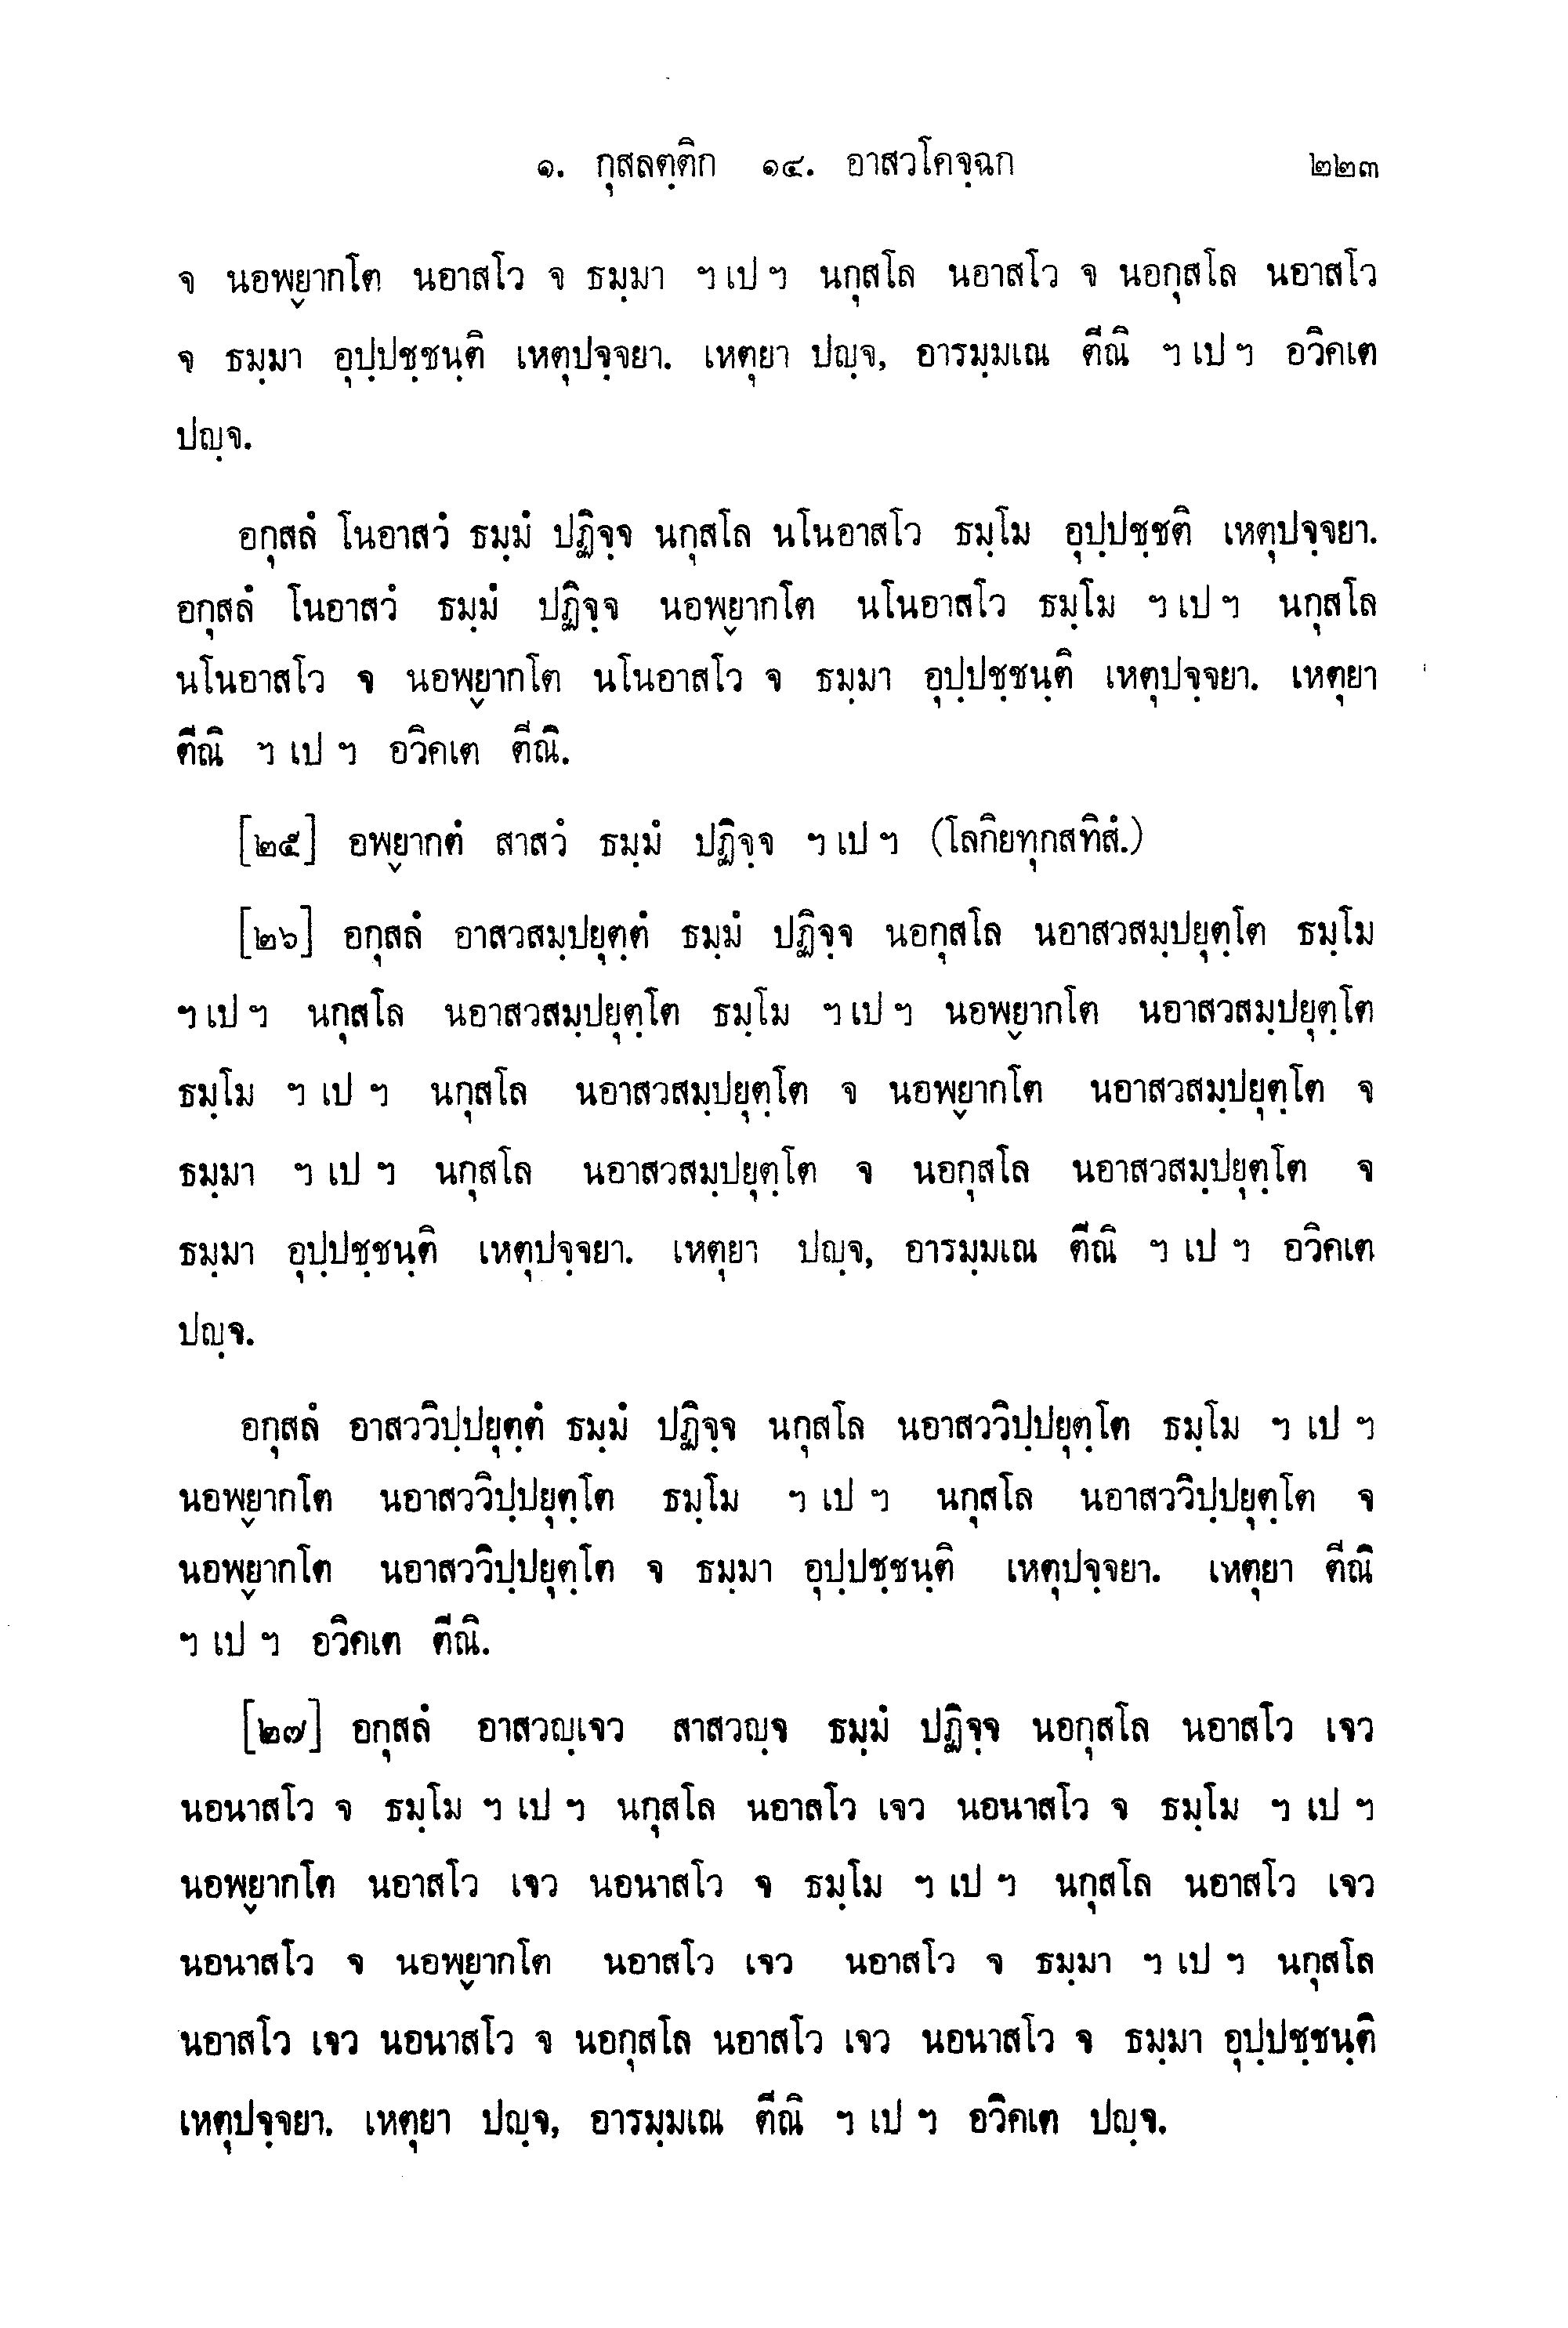 ๑. กุสลตฺติก ๑๔. อาสวโคจฺฉก ๒๒๓
จ นอพฺยากโต นอาสโว จ ธมฺมา ฯ เป ฯ นกุสโล นอาสโว จ นอกุสโล นอาสโว
จ ธมฺมา อุปฺปชฺชนฺติ เหตุปจฺจยา. เหตุยา ปญฺจ, อารมฺมเณ ตีณิ ฯ เป ฯ อวิคเต
ปญฺจ.
อกุสลํ โนอาสวํ ธมฺมํ ปฏิจฺจ นกุสโล นโนอาสโว ธมฺโม อุปฺปชฺชติ เหตุปจฺจยา.
อกุสลํ โนอาสวํ ธมฺมํ ปฏิจฺจ นอพฺยากโต นโนอาสโว ธมฺโม ฯ เป ฯ นกุสโล
นโนอาสโว จ นอพฺยากโต นโนอาสโว จ ธมฺมา อุปฺปชฺชนฺติ เหตุปจฺจยา. เหตุยา
ตีณิ ฯ เป ฯ อวิคเต ตีณิ.
[๒๕] อพฺยากตํ สาสวํ ธมฺมํ ปฏิจฺจ ฯ เป ฯ (โลกิยทุกสทิสํ.)
[๒๖] อกุสลํ อาสวสมฺปยุตฺตํ ธมฺมํ ปฏิจฺจ นอกุสโล นอาสวสมฺปยุตฺโต ธมฺโม
ฯ เป ฯ นกุสโล นอาสวสมฺปยุตฺโต ธมฺโม ฯ เป ฯ นอพฺยากโต นอาสวสมฺปยุตฺโต
ธมฺโม ฯ เป ฯ นกุสโล นอาสวสมฺปยุตฺโต จ นอพฺยากโต นอาสวสมฺปยุตฺโต จ
ธมฺมา ฯ เป ฯ นกุสโล นอาสวสมฺปยุตฺโต จ นอกุสโล นอาสวสมฺปยุตฺโต จ
ธมฺมา อุปฺปชฺชนฺติ เหตุปจฺจยา. เหตุยา ปญฺจ, อารมฺมเณ ตีณิ ฯ เป ฯ อวิคเต
ปญฺจ.
อกุสลํ อาสววิปฺปยุตฺตํ ธมฺมํ ปฏิจฺจ นกุสโล นอาสววิปฺปยุตฺโต ธมฺโม ฯ เป ฯ
นอพฺยากโต นอาสววิปฺปยุตฺโต ธมฺโม ฯ เป ฯ นกุสโล นอาสววิปฺปยุตฺโต จ
นอพฺยากโต นอาสววิปฺปยุตฺโต จ ธมฺมา อุปฺปชฺชนฺติ เหตุปจฺจยา. เหตุยา ตีณิ
ฯ เป ฯ อวิคเต ตีณิ.
[๒๗] อกุสลํ อาสวญฺเจว สาสวญฺจ ธมฺมํ ปฏิจฺจ นอกุสโล นอาสโว เจว
นอนาสโว จ ธมฺโม ฯ เป ฯ นกุสโล นอาสโว เจว นอนาสโว จ ธมฺโม ฯ เป ฯ
นอพฺยากโต นอาสโว เจว นอนาสโว จ ธมฺโม ฯ เป ฯ นกุสโล นอาสโว เจว
นอนาสโว จ นอพฺยากโต นอาสโว เจว นอาสโว จ ธมฺมา ฯ เป ฯ นกุสโล
นอาสโว เจว นอนาสโว จ นอกุสโล นอาสโว เจว นอนาสโว จ ธมฺมา อุปฺปชฺชนฺติ
เหตุปจฺจยา. เหตุยา ปญฺจ, อารมฺมเณ ตีณิ ฯ เป ฯ อวิคเต ปญฺจ.